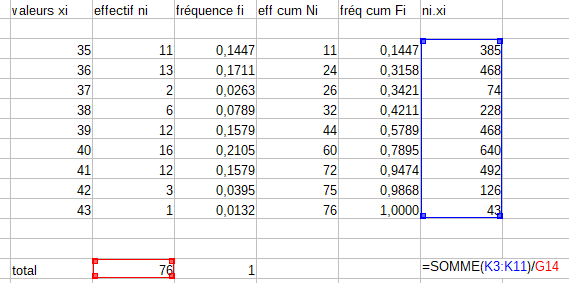 valeurs xi effectif ni fréquence fi eff cum Ni fréq cum Fi ni.xi
35 11 0,1447 11 0,1447 385
36 13 0,1711 24 0,3158 468
37 2 0,0263 26 0,3421 74
38 6 0,0789 32 0,4211 228
39 12 0,1579 44 0,5789 468
40 16 0,2105 60 0,7895 640
41 12 0,1579 72 0,9474 492
42 3 0,0395 75 0,9868 126
43 1 0,0132 76 1,0000 43
total 76 1 =SOMME(K3:K11)/G14